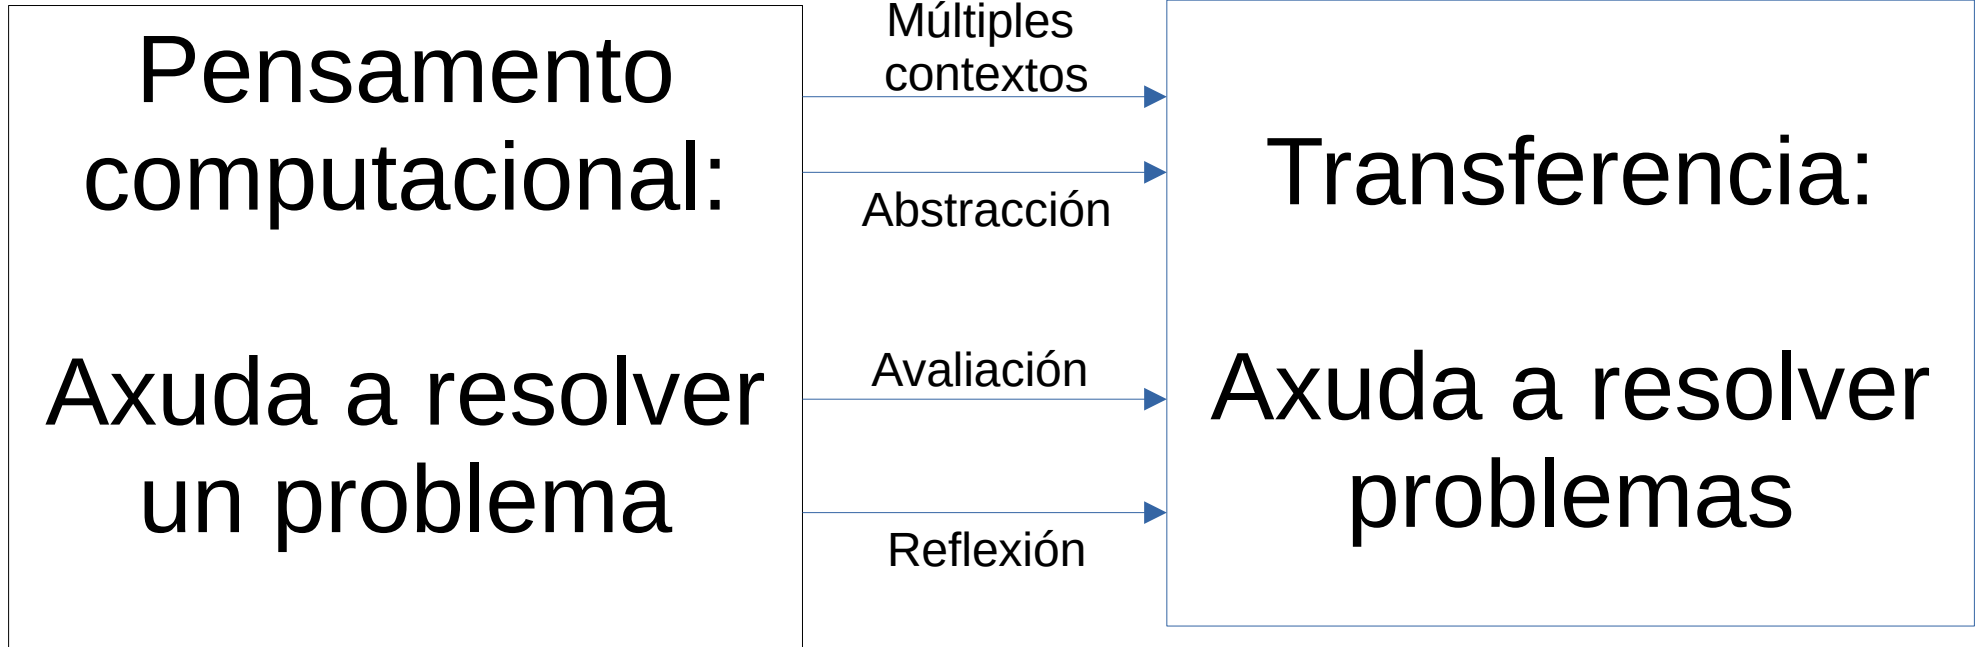 Pensamento
computacional:
Axuda a resolver
un problema
Múltiples
contextos
Abstracción
Avaliación
Reflexión
Transferencia:
Axuda a resolver
problemas